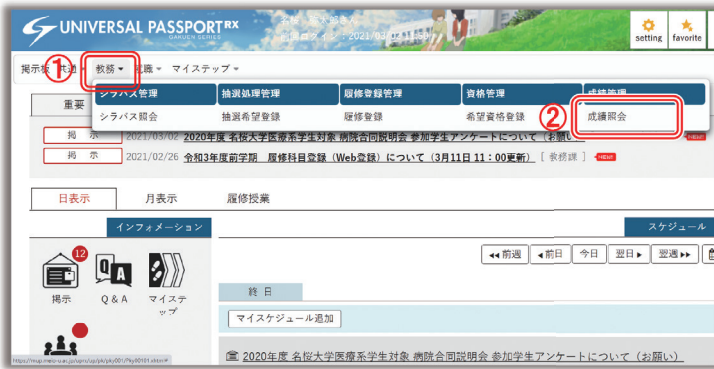 UNIVERSAL PASSPORT RX
GAKUEN SERIES
setting
favorite
①
掲示板 共通 教務▼ 就職▼ マイステップ▼
重要
シラバス管理 抽選処理管理 履修登録管理 資格管理 成績管理
②
シラバス照会 抽選希望登録 履修登録 希望資格登録 成績照会
掲 示 2021/03/02 2020年度 名桜大学医療系学生対象 病院合同説明会 参加学生アンケートについて（お願い）
掲 示 2021/02/26 令和3年度前学期 履修科目登録（Web登録）について（3月11日 11：00更新） [ 教務課 ] NEW!
日表示 月表示 履修授業
インフォメーション
スケジュール
◂◂前週 ◂前日 今日 翌日▸ 翌週▸▸
12
掲示 Q & A マイステップ
終 日
マイスケジュール追加
2020年度 名桜大学医療系学生対象 病院合同説明会 参加学生アンケートについて（お願い）